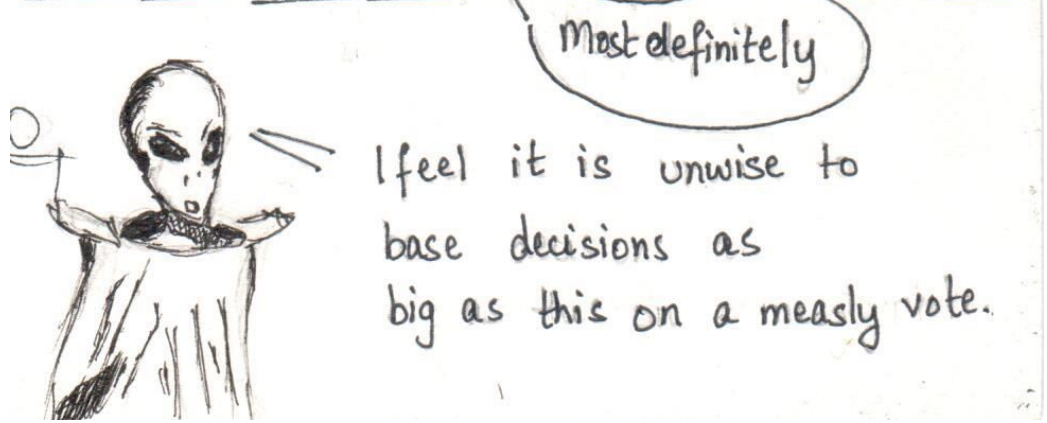 Most definitely
I feel it is unwise to
base decisions as
big as this on a measly vote.